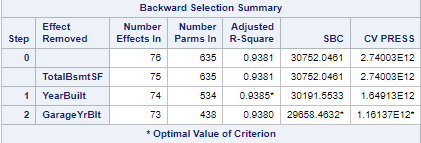 Backward Selection Summary
Step Effect Removed Number Effects In Number Parms In Adjusted R-Square SBC CV PRESS
0 76 635 0.9381 30752.0461 2.74003E12
TotalBsmtSF 75 635 0.9381 30752.0461 2.74003E12
1 YearBuilt 74 534 0.9385* 30191.5533 1.64913E12
2 GarageYrBlt 73 438 0.9380 29658.4632* 1.16137E12*
* Optimal Value of Criterion